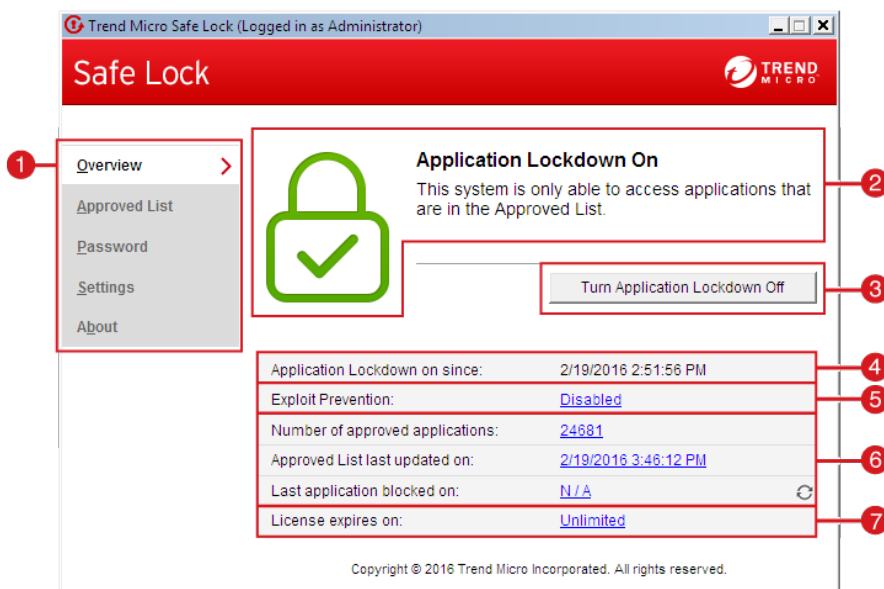 Trend Micro Safe Lock (Logged in as Administrator)
Safe Lock
TREND
MICRO
1
Overview
Approved List
Password
Settings
About
Application Lockdown On
This system is only able to access applications that
are in the Approved List.
2
Turn Application Lockdown Off
3
Application Lockdown on since: 2/19/2016 2:51:56 PM
4
Exploit Prevention: Disabled
5
Number of approved applications: 24681
Approved List last updated on: 2/19/2016 3:46:12 PM
6
Last application blocked on: N / A
License expires on: Unlimited
7
Copyright © 2016 Trend Micro Incorporated. All rights reserved.